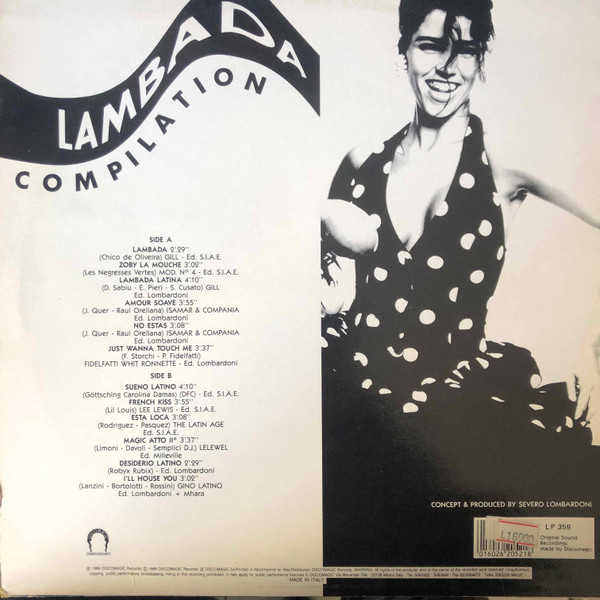 LAMBADA
COMPILATION
SIDE A
LAMBADA 2'29''
(Chico de Oliveira) GILL - Ed. S.I.A.E.
ZOBY LA MOUCHE 3'02''
(Les Negresses Vertes) MOD. Nº 4 - Ed. S.I.A.E.
LAMBADA LATINA 4'10''
(D. Sabiu - E. Pieri - S. Cusato) GILL
Ed. Lombardoni
AMOUR SOAVE 3'55''
(J. Quer - Raul Orellana) ISAMAR & COMPANIA
Ed. Lombardoni
NO ESTAS 3'08''
(J. Quer - Raul Orellana) ISAMAR & COMPANIA
Ed. Lombardoni
JUST WANNA TOUCH ME 3'37''
(F. Storchi - P. Fidelfatti)
FIDELFATTI WHIT RONNETTE - Ed. Lombardoni
SIDE B
SUENO LATINO 4'10''
(Göttsching Carolina Damas) (DFC) - Ed. S.I.A.E.
FRENCH KISS 3'55''
(Lil Louis) LEE LEWIS - Ed. S.I.A.E.
ESTA LOCA 3'08''
(Rodriguez - Pasquez) THE LATIN AGE
Ed. S.I.A.E.
MAGIC ATTO IIº 3'37''
(Limoni - Davoli - Semplici D.J.) LELEWEL
Ed. Milleville
DESIDERIO LATINO 2'29''
(Robyx Rubix) - Ed. Lombardoni
I'LL HOUSE YOU 3'02''
(Lanzini - Bortolotti - Rossini) GINO LATINO
Ed. Lombardoni + Mhara
CONCEPT & PRODUCED BY SEVERO LOMBARDONI
L16000
LP 359
Original Sound
Recordings
Made by Discomagic
016026 205218
MADE IN ITALY